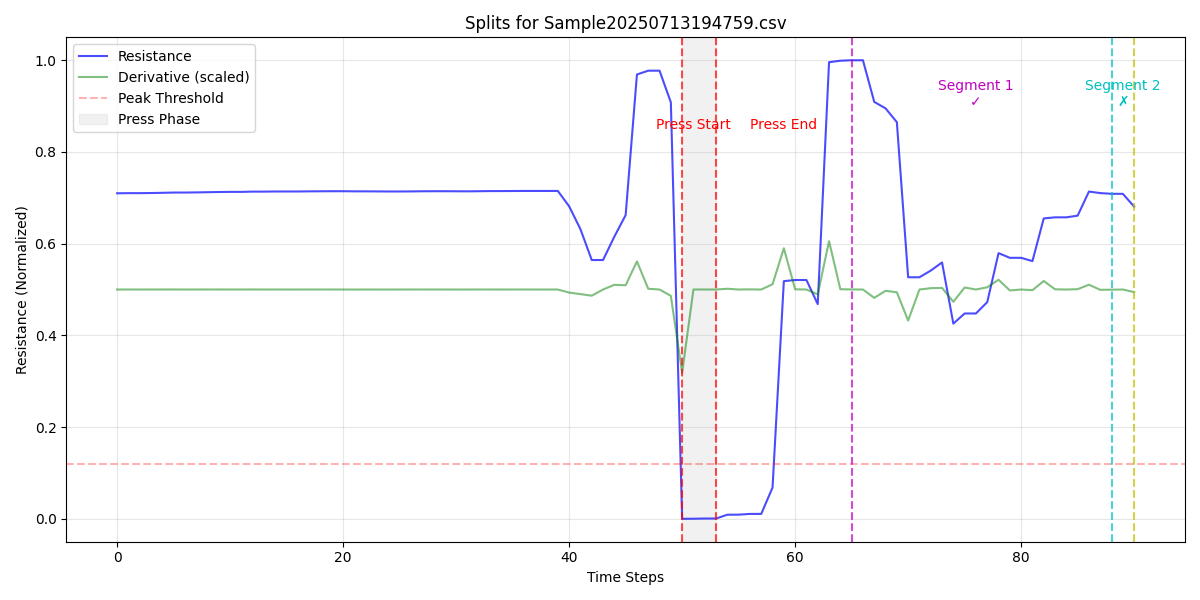 Splits for Sample20250713194759.csv
Resistance
Derivative (scaled)
Peak Threshold
Press Phase
Press Start
Press End
Segment 1
✓
Segment 2
✗
Resistance (Normalized)
1.0
0.8
0.6
0.4
0.2
0.0
0 20 40 60 80
Time Steps